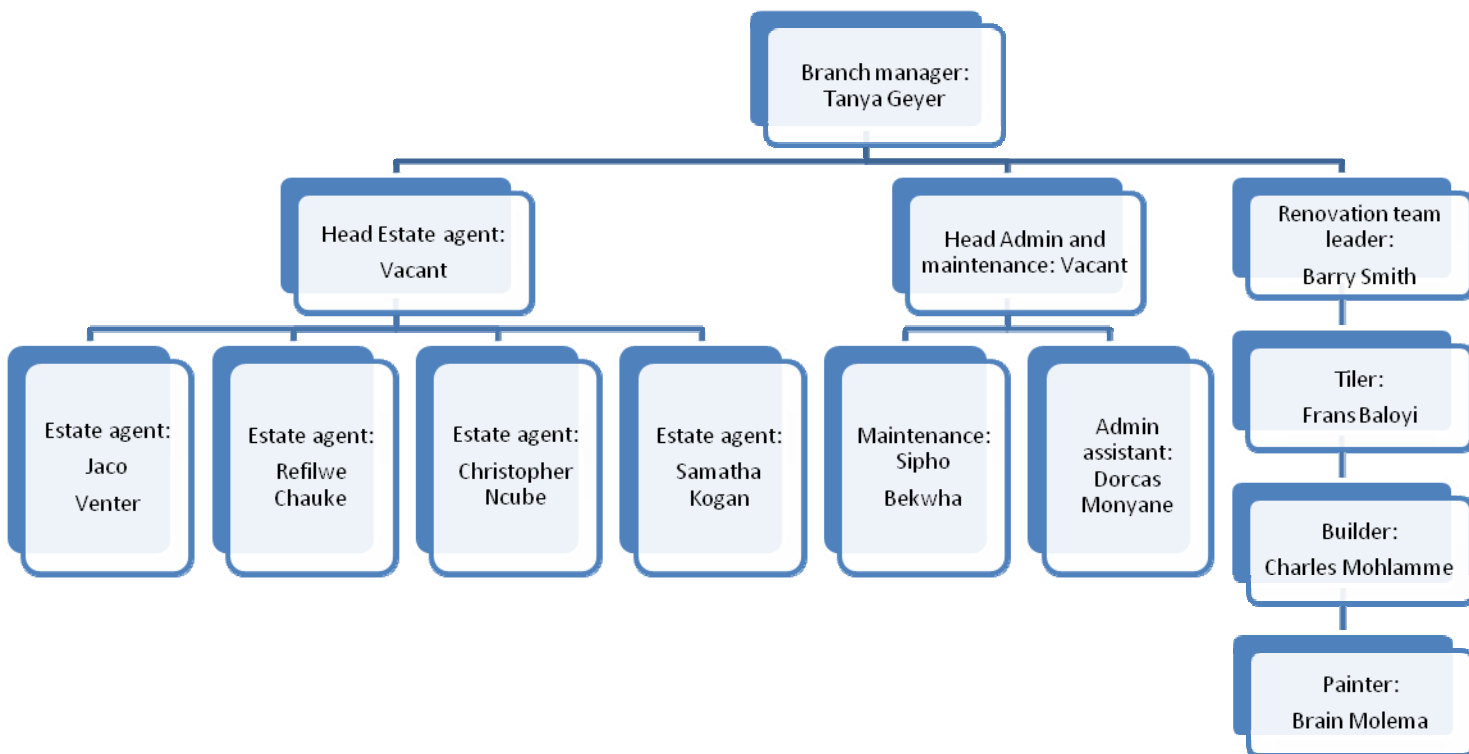 Branch manager:
Tanya Geyer
Head Estate agent:
Vacant
Head Admin and
maintenance: Vacant
Renovation team
leader:
Barry Smith
Estate agent:
Jaco
Venter
Estate agent:
Refilwe
Chauke
Estate agent:
Christopher
Ncube
Estate agent:
Samatha
Kogan
Maintenance:
Sipho
Bekwha
Admin
assistant:
Dorcas
Monyane
Tiler:
Frans Baloyi
Builder:
Charles Mohlamme
Painter:
Brain Molema